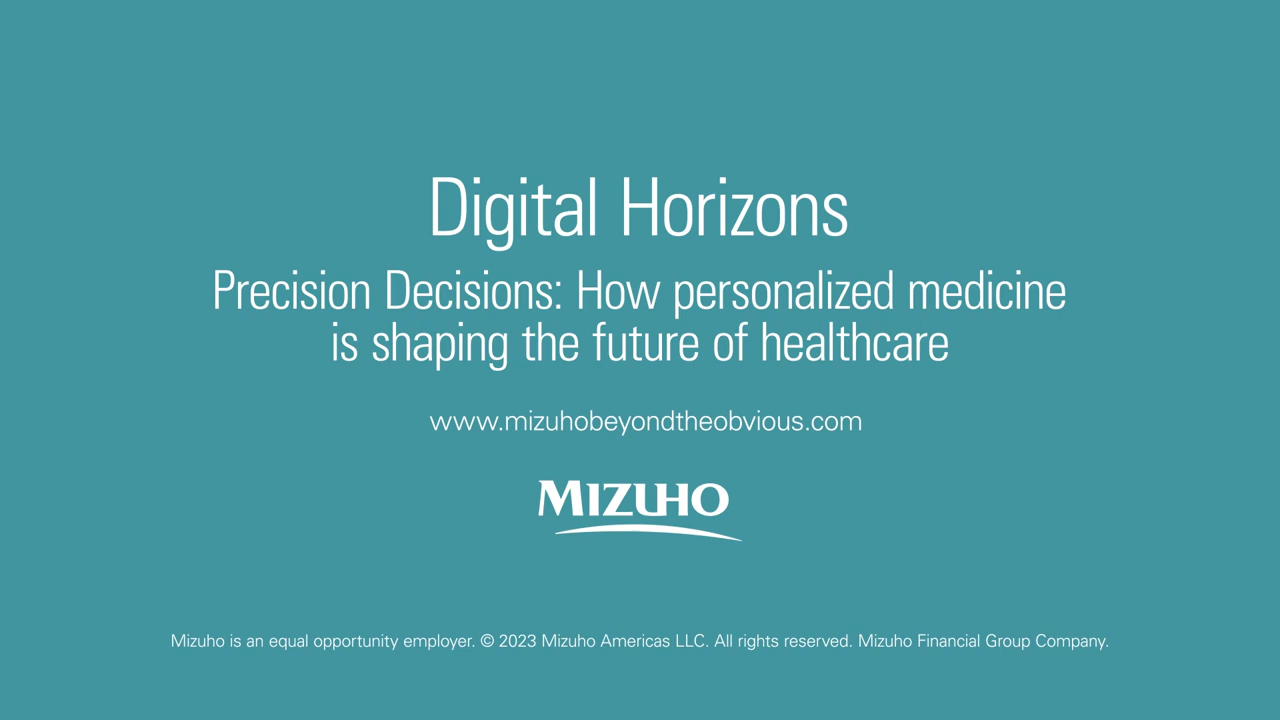 Digital Horizons
Precision Decisions: How personalized medicine
is shaping the future of healthcare
www.mizuhobeyondtheobvious.com
MIZUHO
Mizuho is an equal opportunity employer. © 2023 Mizuho Americas LLC. All rights reserved. Mizuho Financial Group Company.